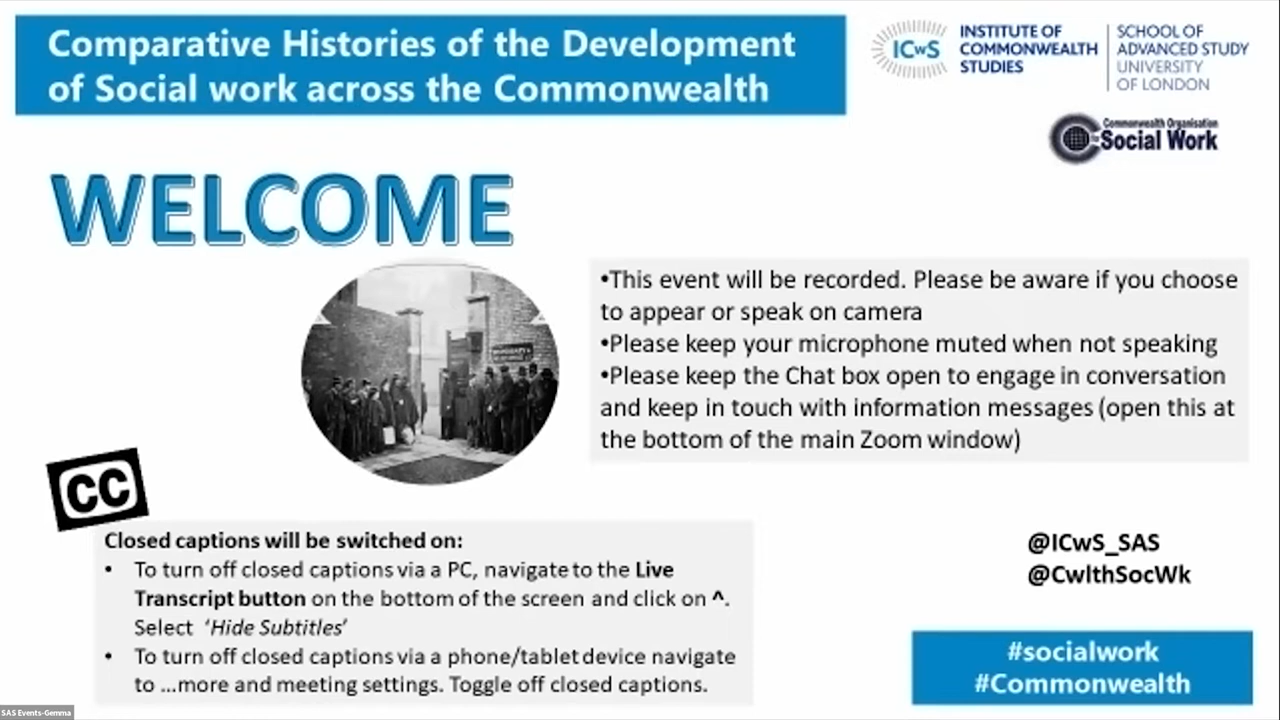 Comparative Histories of the Development
of Social work across the Commonwealth
ICwS
INSTITUTE OF
COMMONWEALTH
STUDIES
SCHOOL OF
ADVANCED STUDY
UNIVERSITY
OF LONDON
Commonwealth Organisation
Social Work
WELCOME
•This event will be recorded. Please be aware if you choose
to appear or speak on camera
•Please keep your microphone muted when not speaking
•Please keep the Chat box open to engage in conversation
and keep in touch with information messages (open this at
the bottom of the main Zoom window)
CC
Closed captions will be switched on:
• To turn off closed captions via a PC, navigate to the Live
Transcript button on the bottom of the screen and click on ^.
Select ‘Hide Subtitles’
• To turn off closed captions via a phone/tablet device navigate
to ...more and meeting settings. Toggle off closed captions.
@ICwS_SAS
@CwlthSocWk
#socialwork
#Commonwealth
SAS Events-Gemma